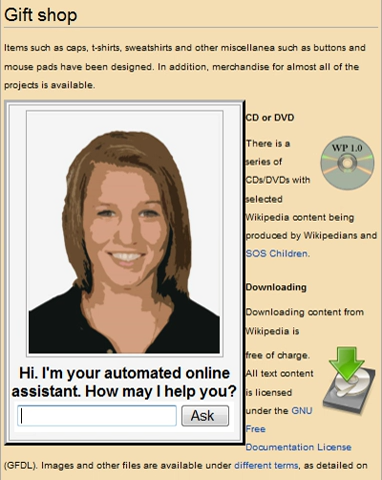 Gift shop
Items such as caps, t-shirts, sweatshirts and other miscellanea such as buttons and
mouse pads have been designed. In addition, merchandise for almost all of the
projects is available.
Hi. I'm your automated online
assistant. How may I help you?
Ask
CD or DVD
There is a
series of
CDs/DVDs with
selected
Wikipedia content being
produced by Wikipedians and
SOS Children.
WP 1.0
Downloading
Downloading content from
Wikipedia is
free of charge.
All text content
is licensed
under the GNU
Free
Documentation License
(GFDL). Images and other files are available under different terms, as detailed on